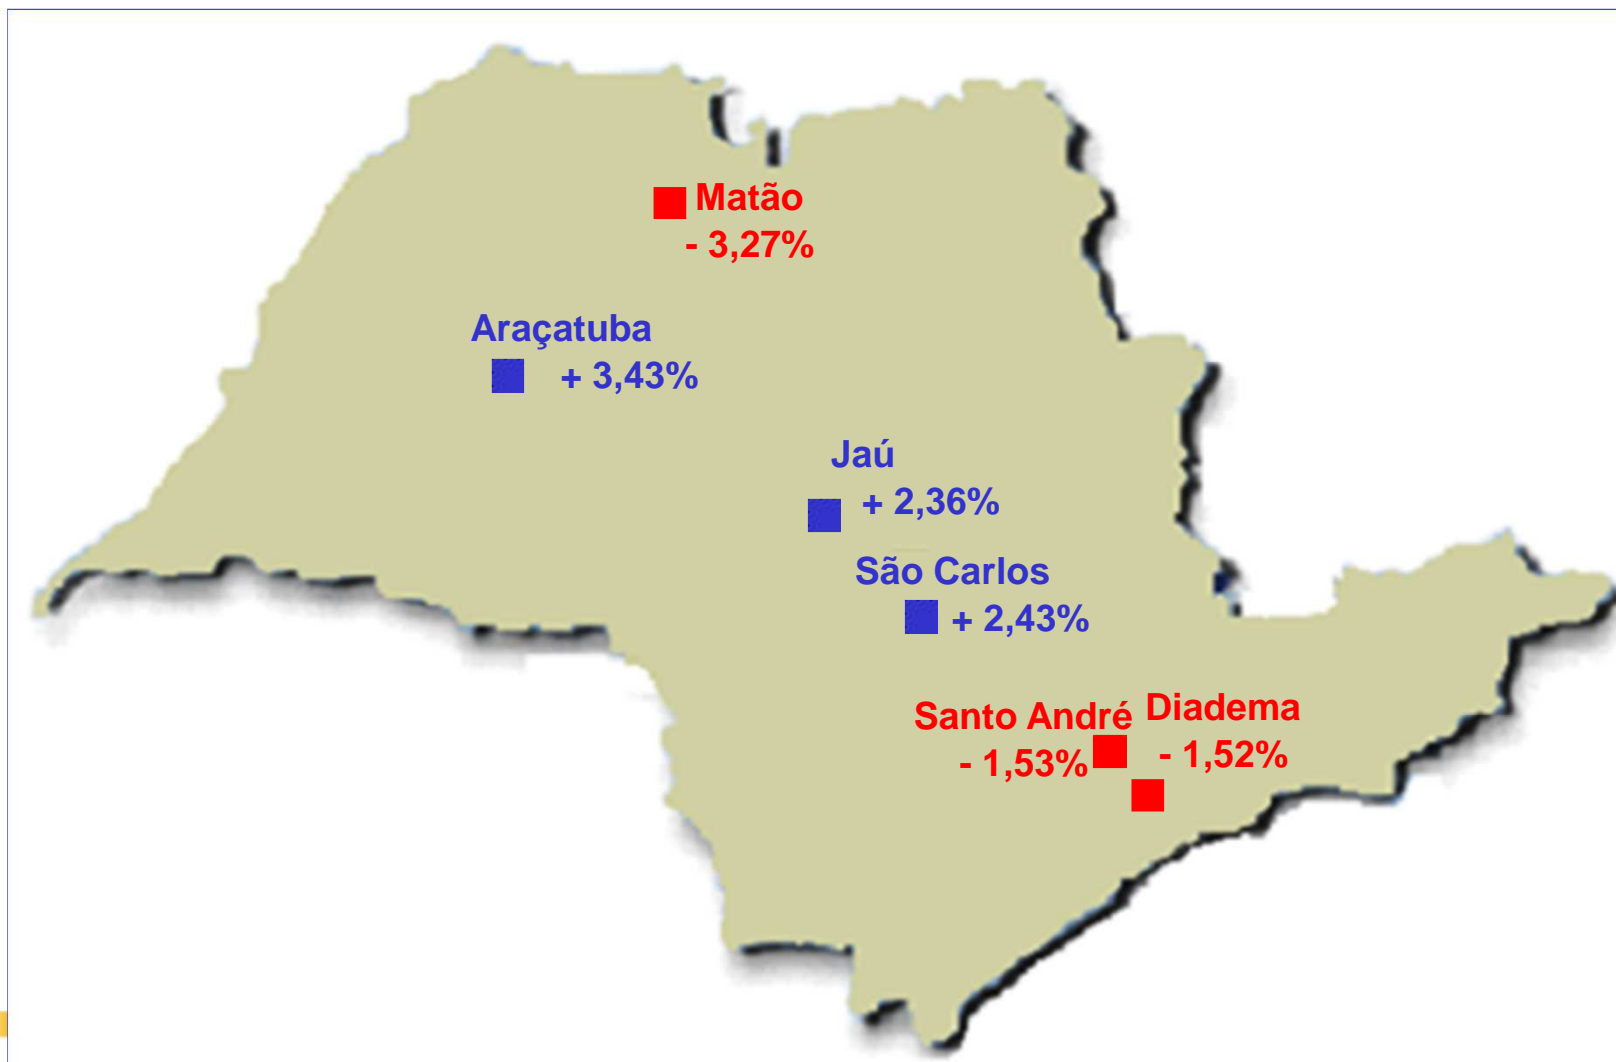 Matão
- 3,27%
Araçatuba
+ 3,43%
Jaú
+ 2,36%
São Carlos
+ 2,43%
Santo André
- 1,53%
Diadema
- 1,52%